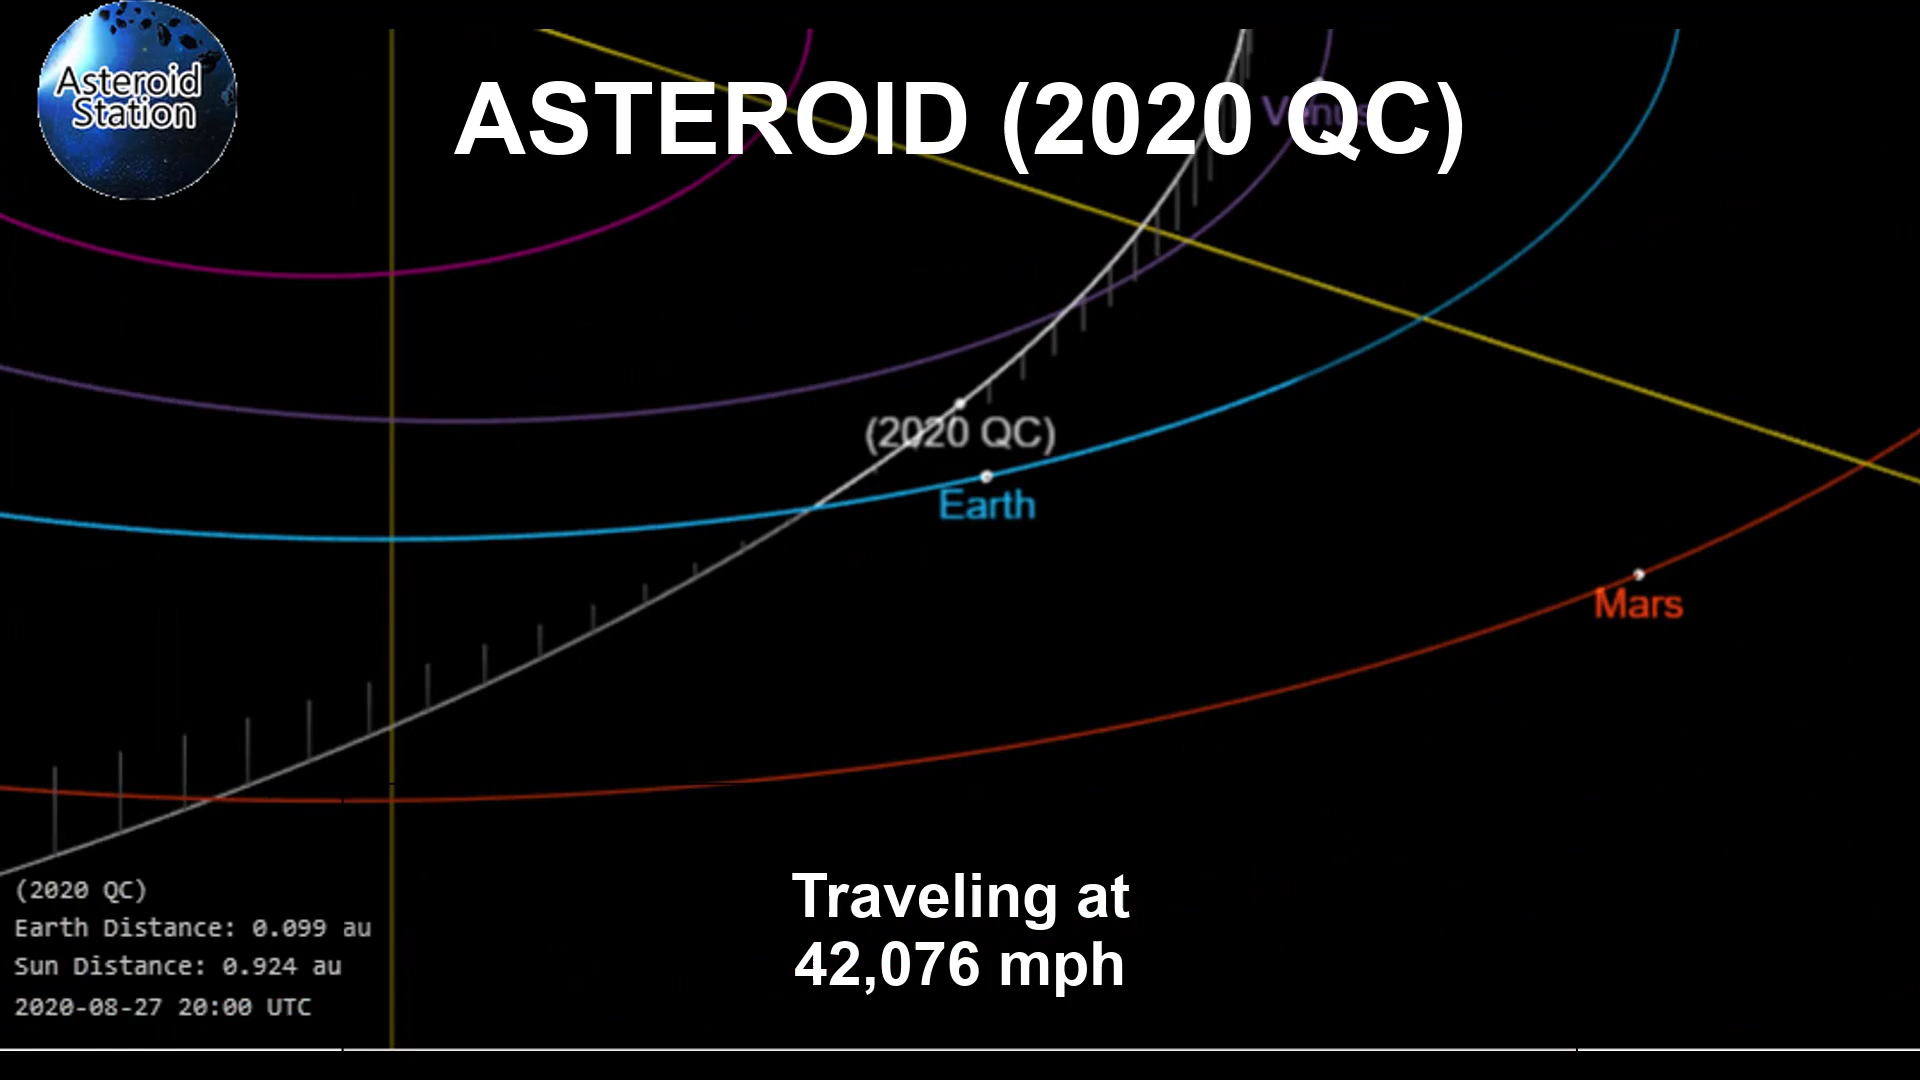 Asteroid
Station
ASTEROID (2020 QC)
Venus
(2020 QC)
Earth
Mars
(2020 QC)
Earth Distance: 0.099 au
Sun Distance: 0.924 au
2020-08-27 20:00 UTC
Traveling at
42,076 mph